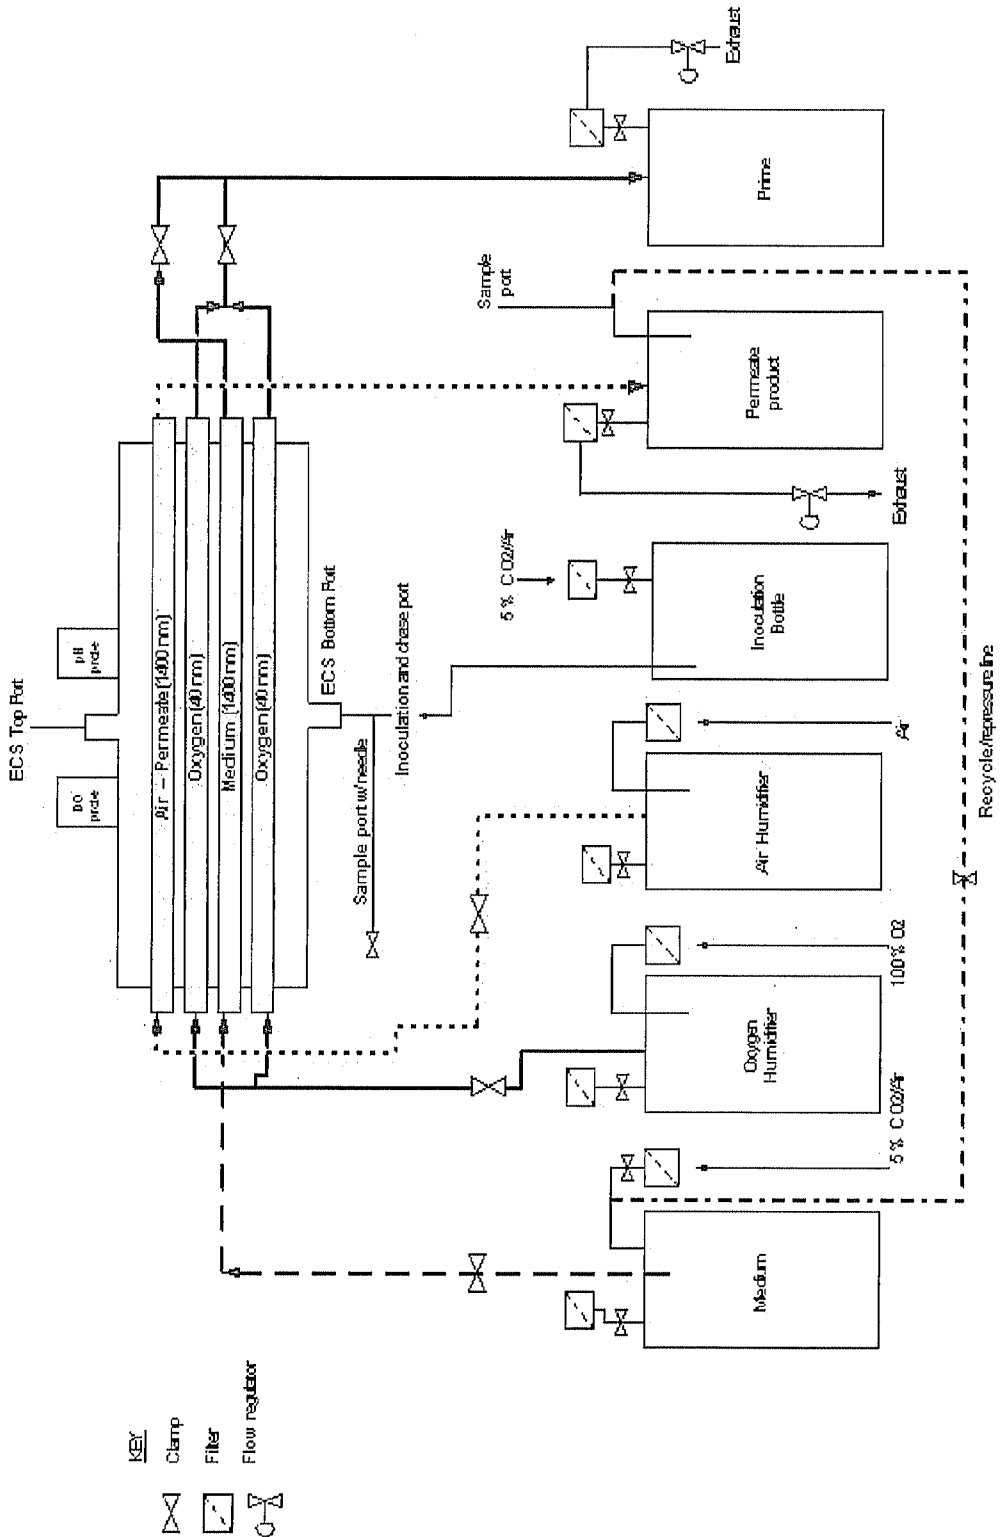 KEY
Clamp
Filter
Flow regulator
ECS Top Port
DO
probe
pH
probe
Air – Permeate (1400 nm)
Oxygen (40 nm)
Medium (1400 nm)
Oxygen (40 nm)
ECS Bottom Port
Sample port w/needle
Inoculation and chase port
Sample
port
Exhaust
5% CO2/Air
Medium
Oxygen
Humidifier
Air Humidifier
Inoculation
Bottle
Permeate
product
Prime
5% CO2/Air
100% O2
Air
Exhaust
Recycle/repressure line